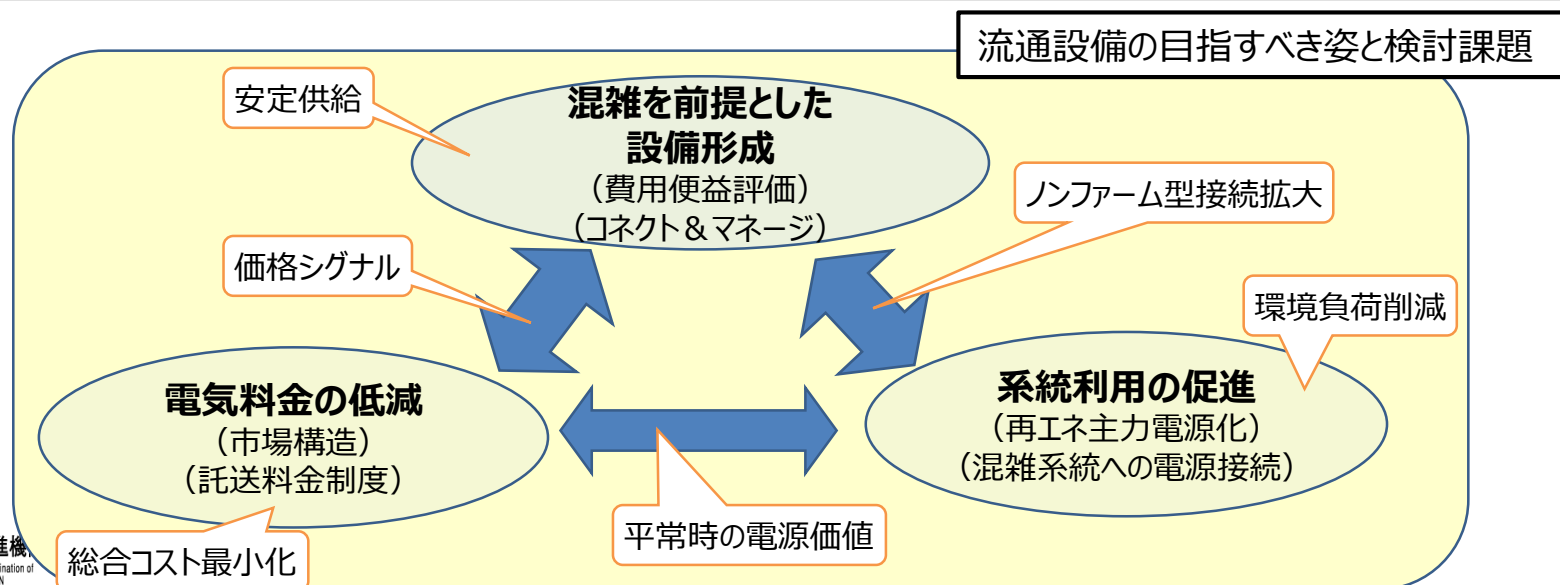 流通設備の目指すべき姿と検討課題
安定供給
混雑を前提とした
設備形成
（費用便益評価）
（コネクト＆マネージ）
ノンファーム型接続拡大
価格シグナル
環境負荷削減
電気料金の低減
（市場構造）
（託送料金制度）
系統利用の促進
（再エネ主力電源化）
（混雑系統への電源接続）
平常時の電源価値
総合コスト最小化
進機
ination of
N